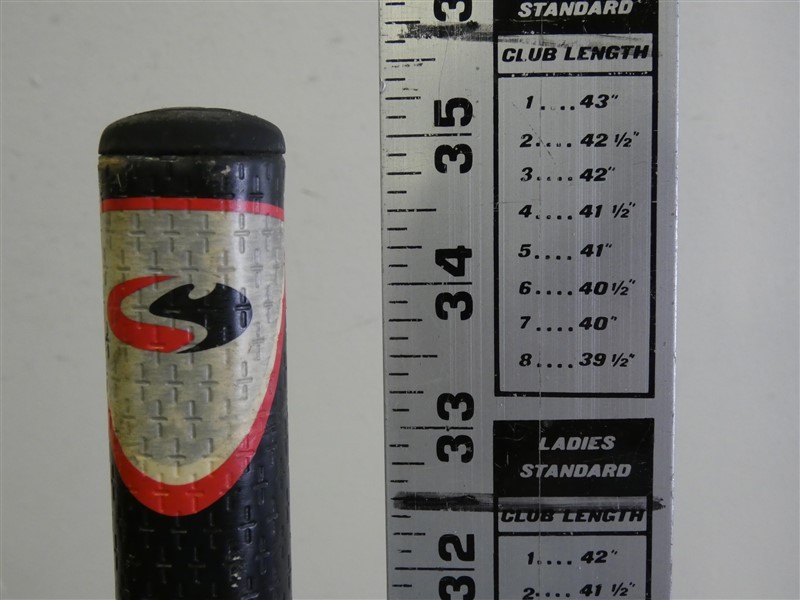 3
35
34
33
32
STANDARD
CLUB LENGTH
1....43"
2....42 1/2"
3....42"
4....41 1/2"
5....41"
6....40 1/2"
7....40"
8....39 1/2"
LADIES
STANDARD
CLUB LENGTH
1....42"
2....41 1/2"
S